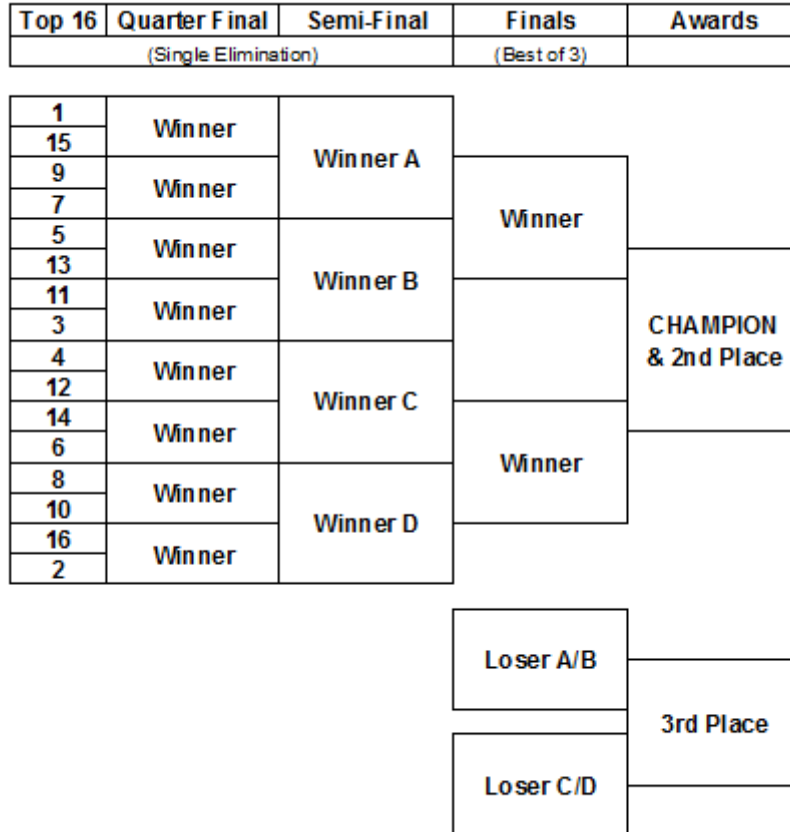 Top 16 Quarter Final Semi-Final Finals Awards
(Single Elimination) (Best of 3)
1
Winner
15
Winner A
9
Winner
7
Winner
5
Winner
13
Winner B
11
Winner
3
CHAMPION
& 2nd Place
4
Winner
12
Winner C
14
Winner
6
Winner
8
Winner
10
Winner D
16
Winner
2
Loser A/B
3rd Place
Loser C/D